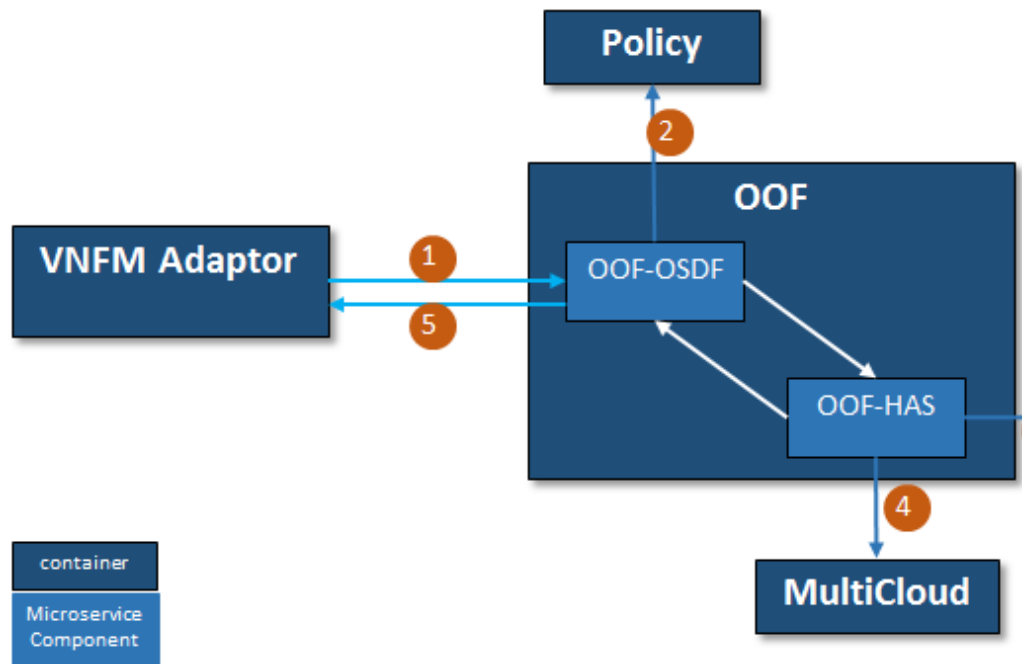 Policy
2
OOF
VNFM Adaptor
1
OOF-OSDF
5
OOF-HAS
4
container
MultiCloud
Microservice
Component